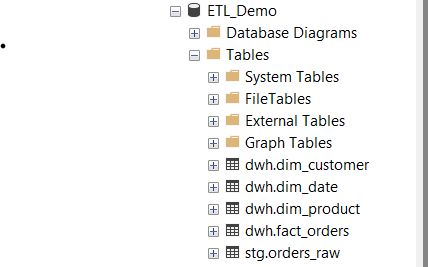 ETL_Demo
Database Diagrams
Tables
System Tables
FileTables
External Tables
Graph Tables
dwh.dim_customer
dwh.dim_date
dwh.dim_product
dwh.fact_orders
stg.orders_raw